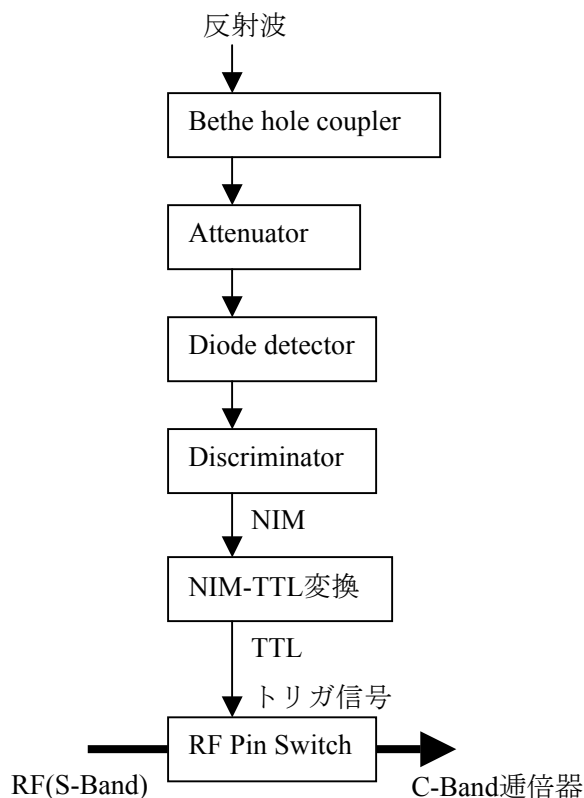 反射波
Bethe hole coupler
Attenuator
Diode detector
Discriminator
NIM
NIM-TTL変換
TTL
トリガ信号
RF Pin Switch
RF(S-Band)
C-Band逓倍器